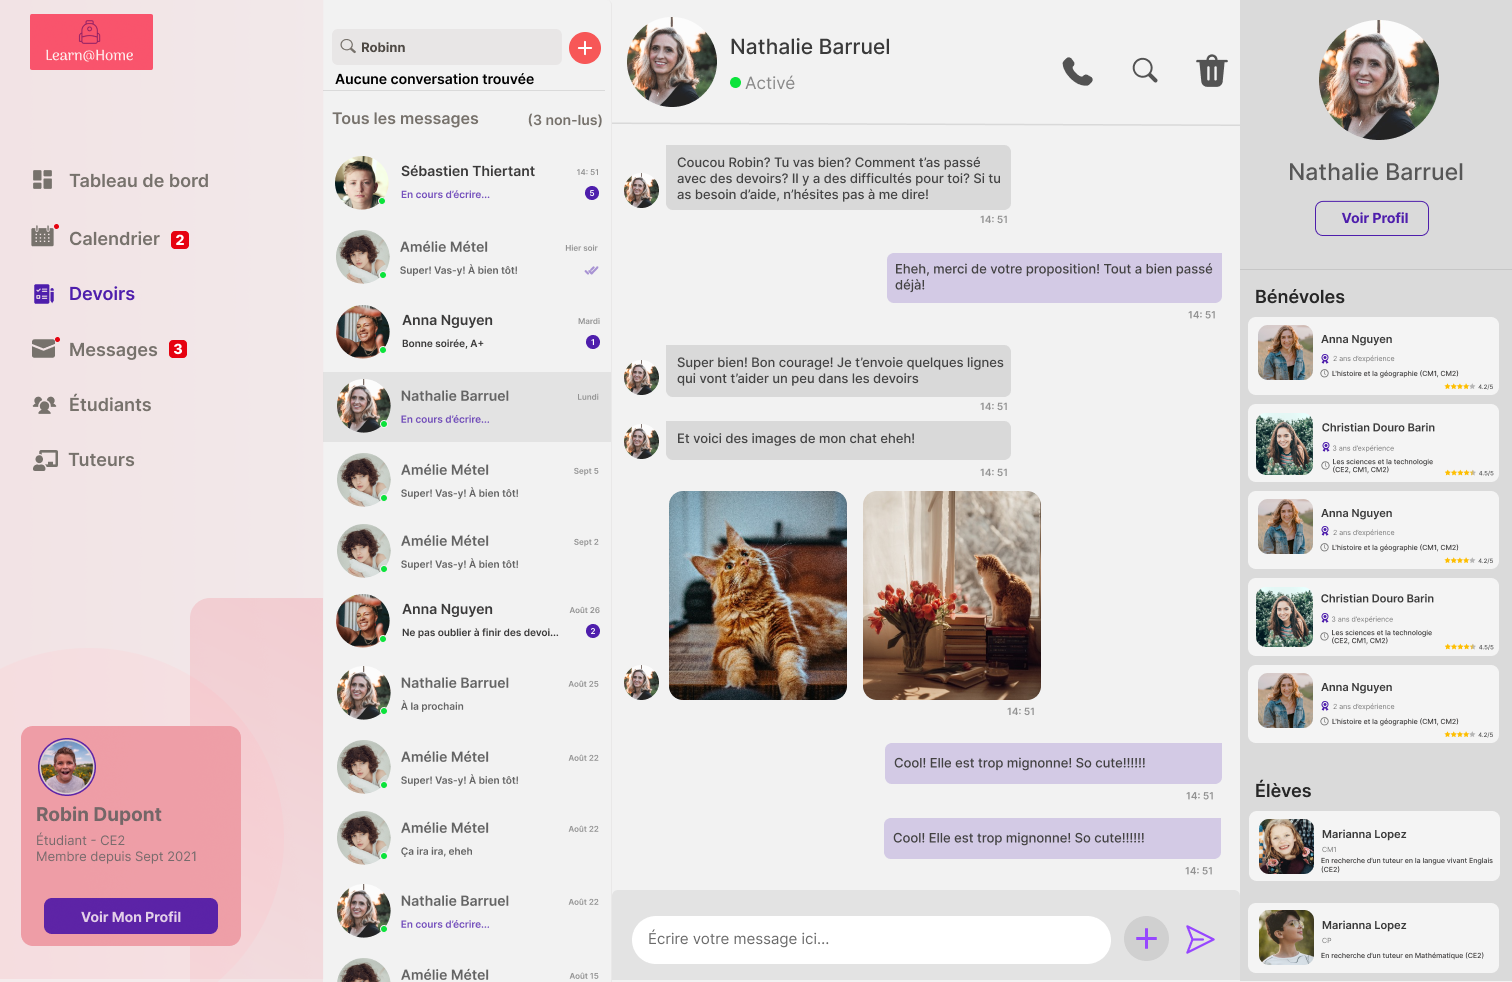 Learn@Home
Tableau de bord
Calendrier 2
Devoirs
Messages 3
Étudiants
Tuteurs
Robin Dupont
Étudiant - CE2
Membre depuis Sept 2021
Voir Mon Profil
Robinn
Aucune conversation trouvée
Tous les messages (3 non-lus)
Sébastien Thiertant 14: 51
En cours d'écrire... 5
Amélie Métel Hier soir
Super! Vas-y! À bien tôt!
Anna Nguyen Mardi
Bonne soirée, A+ 1
Nathalie Barruel Lundi
En cours d'écrire...
Amélie Métel Sept 5
Super! Vas-y! À bien tôt!
Amélie Métel Sept 2
Super! Vas-y! À bien tôt!
Anna Nguyen Août 26
Ne pas oublier à finir des devoi... 2
Nathalie Barruel Août 25
À la prochain
Amélie Métel Août 22
Super! Vas-y! À bien tôt!
Amélie Métel Août 22
Ça ira ira, eheh
Nathalie Barruel Août 22
En cours d'écrire...
Amélie Métel Août 15
Nathalie Barruel
Activé
Coucou Robin? Tu vas bien? Comment t'as passé
avec des devoirs? Il y a des difficultés pour toi? Si tu
as besoin d'aide, n'hésites pas à me dire!
14: 51
Eheh, merci de votre proposition! Tout a bien passé
déjà!
14: 51
Super bien! Bon courage! Je t'envoie quelques lignes
qui vont t'aider un peu dans les devoirs
14: 51
Et voici des images de mon chat eheh!
14: 51
14: 51
Cool! Elle est trop mignonne! So cute!!!!!!
14: 51
Cool! Elle est trop mignonne! So cute!!!!!!
14: 51
Écrire votre message ici...
Nathalie Barruel
Voir Profil
Bénévoles
Anna Nguyen
2 ans d'expérience
L'histoire et la géographie (CM1, CM2)
4.2/5
Christian Douro Barin
3 ans d'expérience
Les sciences et la technologie
(CE2, CM1, CM2)
4.5/5
Anna Nguyen
2 ans d'expérience
L'histoire et la géographie (CM1, CM2)
4.2/5
Christian Douro Barin
3 ans d'expérience
Les sciences et la technologie
(CE2, CM1, CM2)
4.5/5
Anna Nguyen
2 ans d'expérience
L'histoire et la géographie (CM1, CM2)
4.2/5
Élèves
Marianna Lopez
CM1
En recherche d'un tuteur en la langue vivant Englais
(CE2)
Marianna Lopez
CP
En recherche d'un tuteur en Mathématique (CE2)